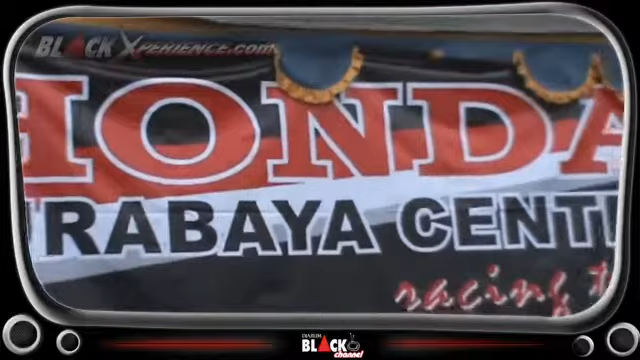 BLACKXPERIENCE.COM
HONDA
URABAYA CENT
racing t
DJARUM
BLACK
channel